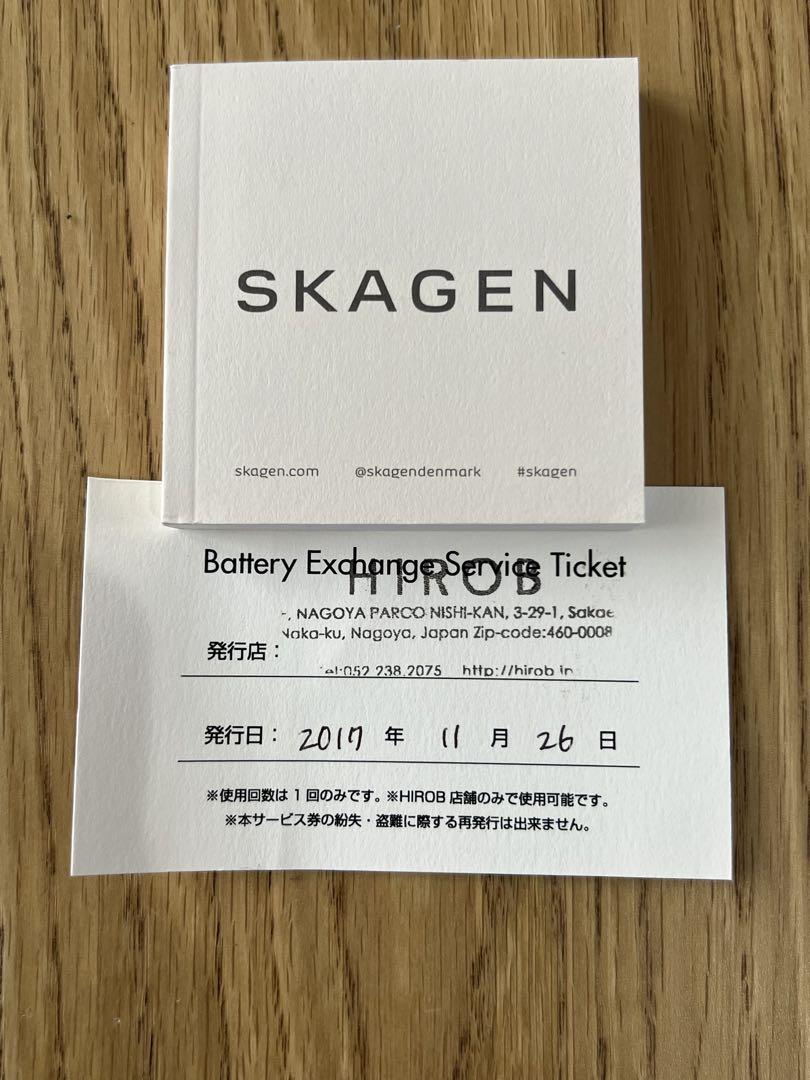 SKAGEN
skagen.com @skagendenmark #skagen
Battery Exchange Service Ticket
HIROB
NAGOYA PARCO NISHI-KAN, 3-29-1, Sakae
Naka-ku, Nagoya, Japan Zip-code:460-0008
発行店：
Tel:052 238 2075 http://hirob.jp
発行日： 2017 年 11 月 26 日
※使用回数は 1 回のみです。※HIROB 店舗のみで使用可能です。
※本サービス券の紛失・盗難に際する再発行は出来ません。